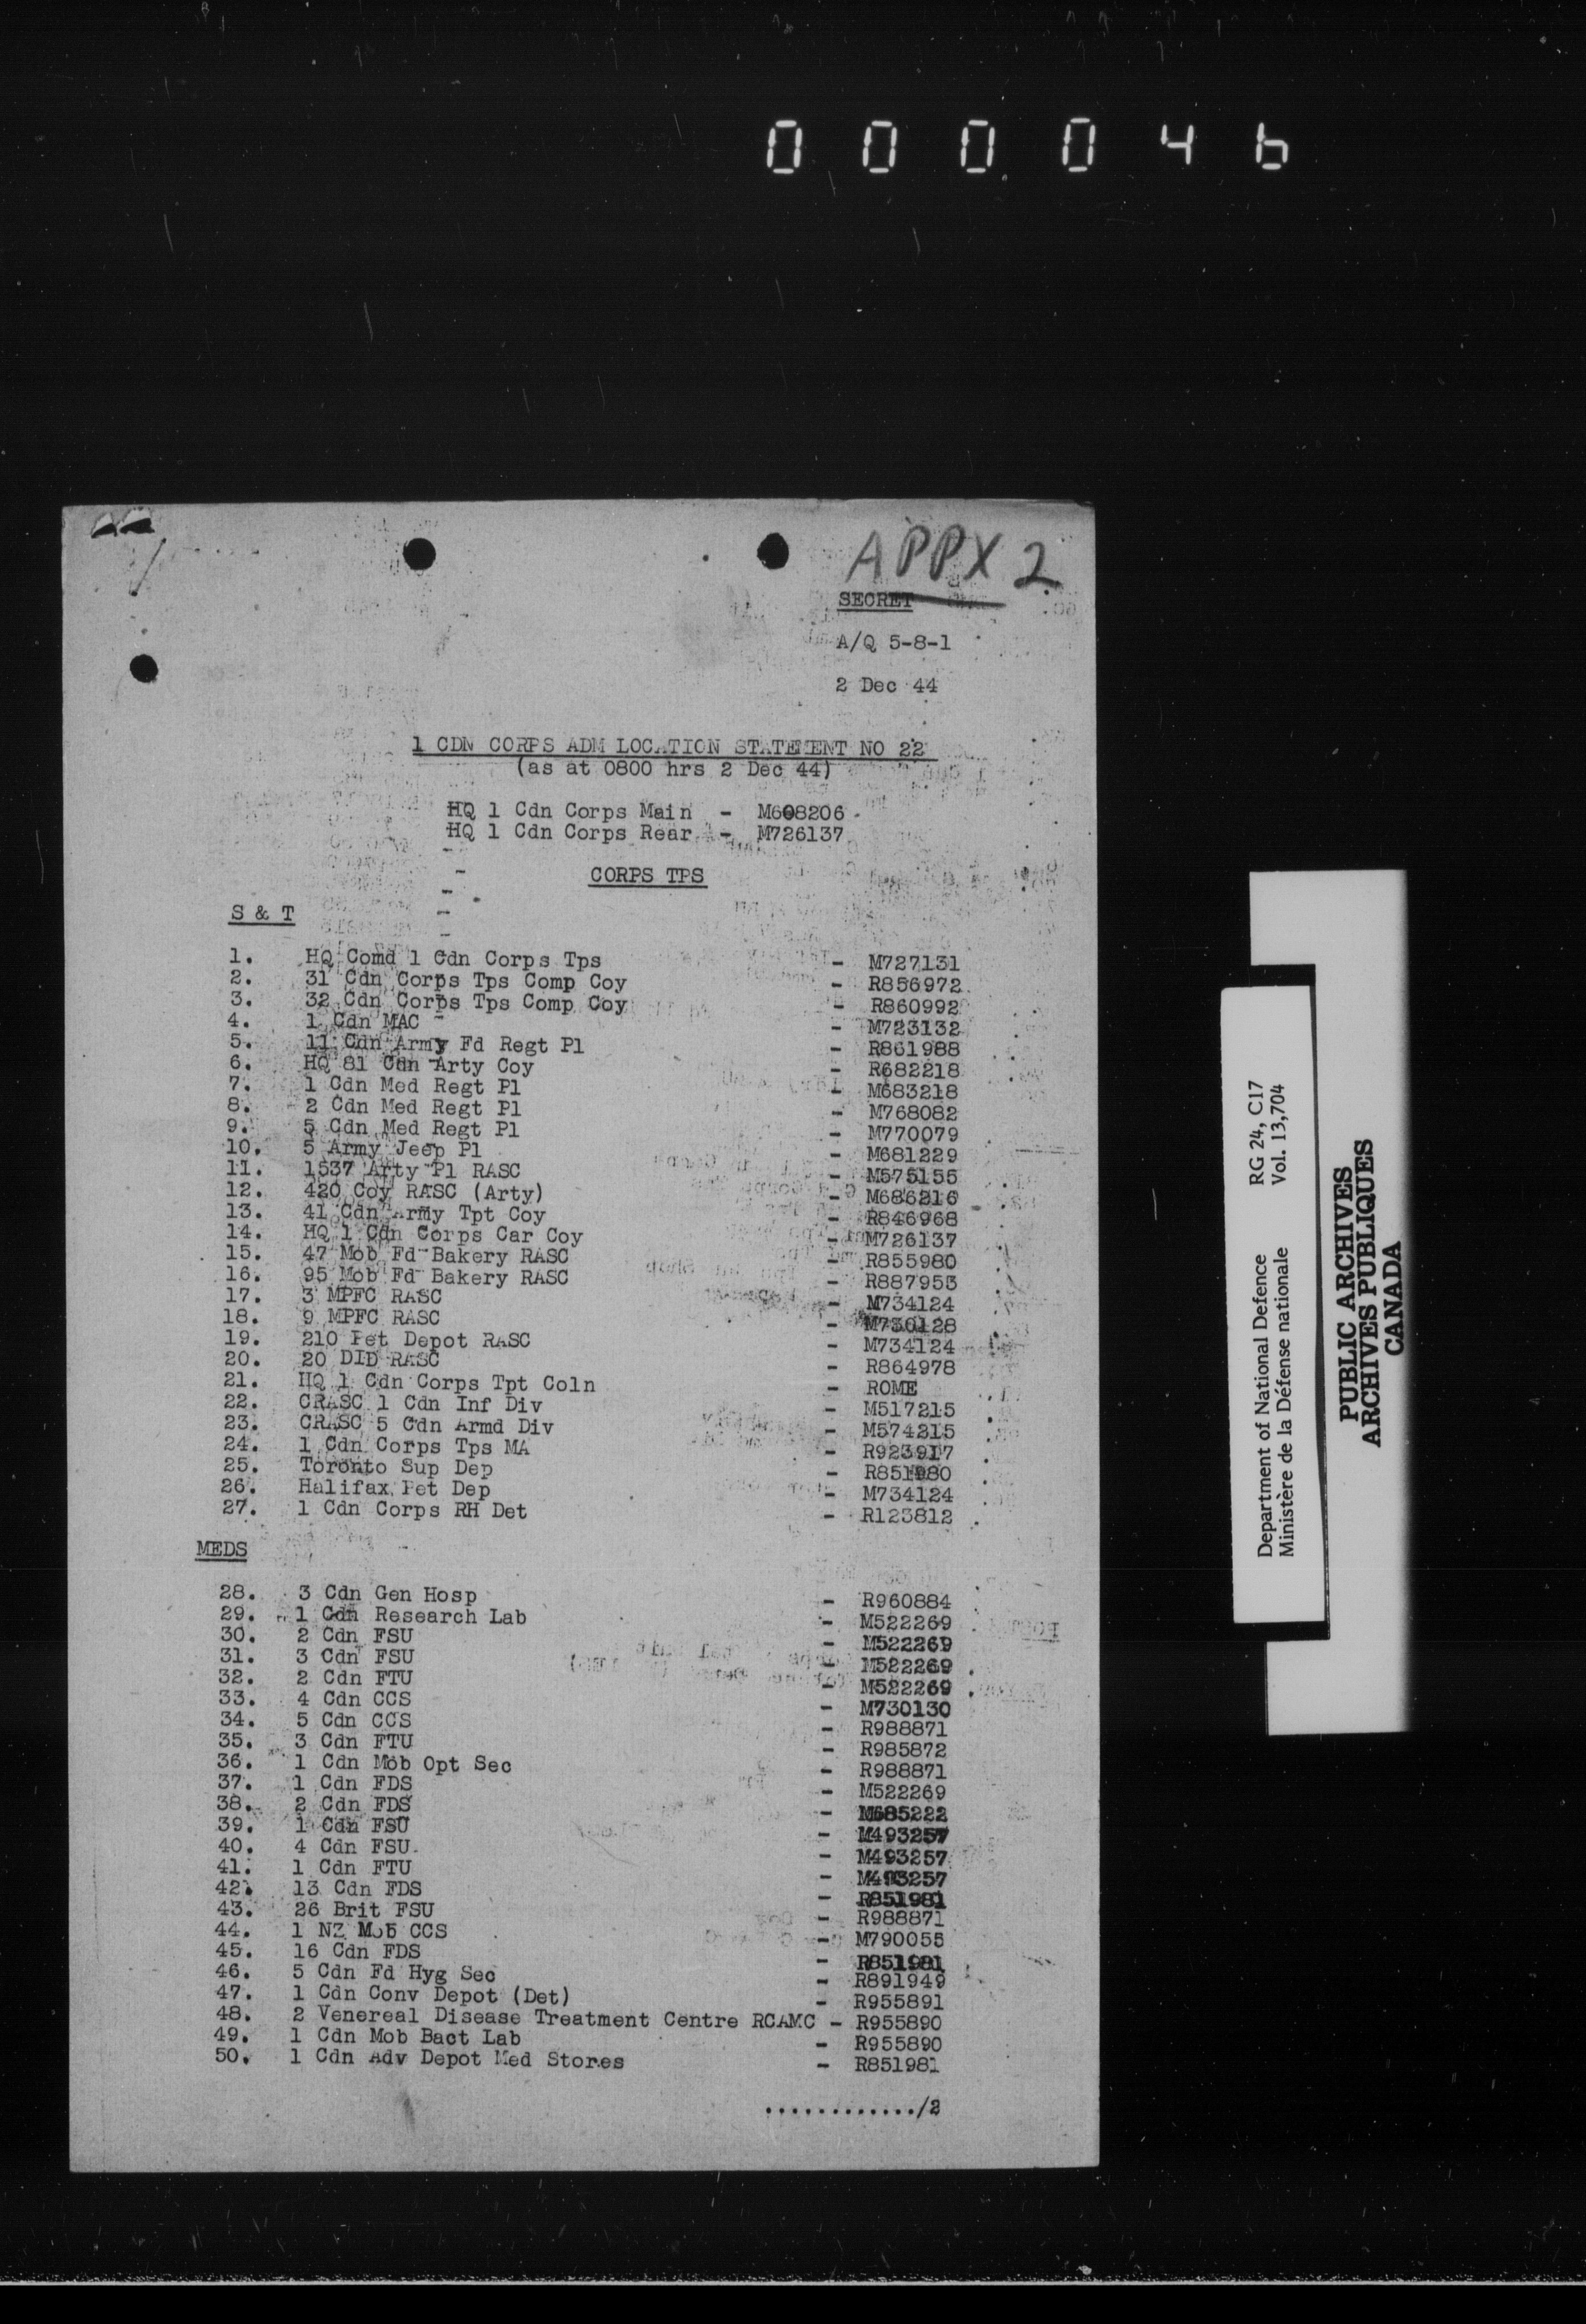 000046
APPX 2
SECRET
A/Q 5-8-1
2 Dec 44
1 CDN CORPS ADM LOCATION STATEMENT NO 22
(as at 0800 hrs 2 Dec 44)
HQ 1 Cdn Corps Main - M608206
HQ 1 Cdn Corps Rear - M726137
CORPS TPS
S & T
1. HQ Comd 1 Cdn Corps Tps - M727131
2. 31 Cdn Corps Tps Comp Coy - R856972
3. 32 Cdn Corps Tps Comp Coy - R860992
4. 1 Cdn MAC - M723132
5. 11 Cdn Army Fd Regt Pl - R861988
6. HQ 81 Cdn Arty Coy - R682218
7. 1 Cdn Med Regt Pl - M683218
8. 2 Cdn Med Regt Pl - M768082
9. 5 Cdn Med Regt Pl - M770079
10. 5 Army Jeep Pl - M681229
11. 1537 Arty Pl RASC - M575155
12. 420 Coy RASC (Arty) - M686216
13. 41 Cdn Army Tpt Coy - R846968
14. HQ 1 Cdn Corps Car Coy - M726137
15. 47 Mob Fd Bakery RASC - R855980
16. 95 Mob Fd Bakery RASC - R887953
17. 3 MPFC RASC - M734124
18. 9 MPFC RASC - M730128
19. 210 Pet Depot RASC - M734124
20. 20 DID RASC - R864978
21. HQ 1 Cdn Corps Tpt Coln - ROME
22. CRASC 1 Cdn Inf Div - M517215
23. CRASC 5 Cdn Armd Div - M574215
24. 1 Cdn Corps Tps MA - R923917
25. Toronto Sup Dep - R851980
26. Halifax Pet Dep - M734124
27. 1 Cdn Corps RH Det - R123812
MEDS
28. 3 Cdn Gen Hosp - R960884
29. 1 Cdn Research Lab - M522269
30. 2 Cdn FSU - M522269
31. 3 Cdn FSU - M522269
32. 2 Cdn FTU - M522269
33. 4 Cdn CCS - M730130
34. 5 Cdn CCS - R988871
35. 3 Cdn FTU - R985872
36. 1 Cdn Mob Opt Sec - R988871
37. 1 Cdn FDS - M522269
38. 2 Cdn FDS - M685222
39. 1 Cdn FSU - M493257
40. 4 Cdn FSU - M493257
41. 1 Cdn FTU - M493257
42. 13 Cdn FDS - R851981
43. 26 Brit FSU - R988871
44. 1 NZ Mob CCS - M790055
45. 16 Cdn FDS - R851981
46. 5 Cdn Fd Hyg Sec - R891949
47. 1 Cdn Conv Depot (Det) - R955891
48. 2 Venereal Disease Treatment Centre RCAMC - R955890
49. 1 Cdn Mob Bact Lab - R955890
50. 1 Cdn Adv Depot Med Stores - R851981
............/2
Department of National Defence RG 24, C17
Ministère de la Défense nationale Vol. 13,704
PUBLIC ARCHIVES
ARCHIVES PUBLIQUES
CANADA